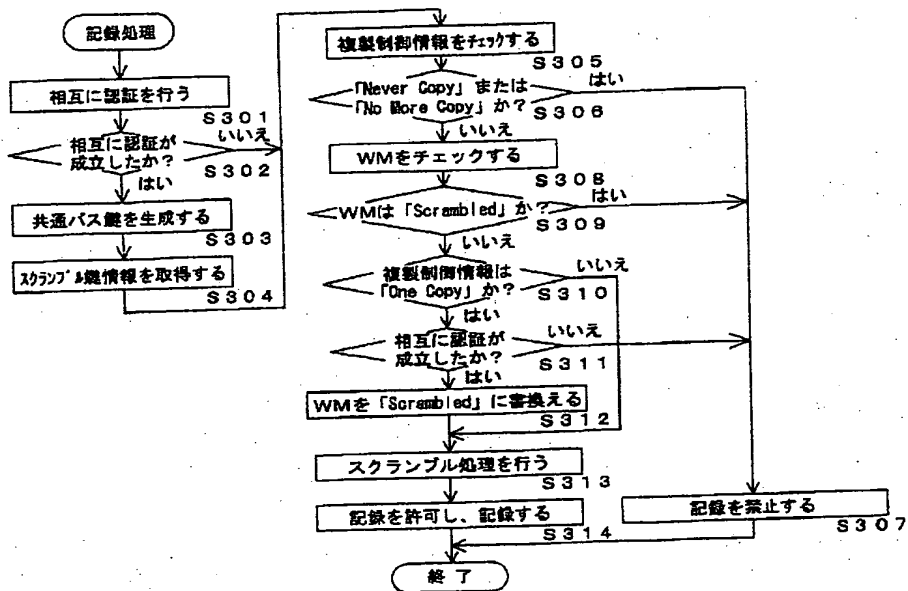 記録処理
相互に認証を行う
S301
相互に認証が
成立したか?
いいえ
S302
はい
共通バス鍵を生成する
S303
スクランブル鍵情報を取得する
S304
複製制御情報をチェックする
S305
「Never Copy」または
「No More Copy」か?
はい
S306
いいえ
WMをチェックする
S308
WMは「Scrambled」か?
はい
S309
いいえ
複製制御情報は
「One Copy」か?
いいえ
S310
はい
相互に認証が
成立したか?
いいえ
S311
はい
WMを「Scrambled」に書換える
S312
スクランブル処理を行う
S313
記録を許可し、記録する
S314
記録を禁止する
S307
終了